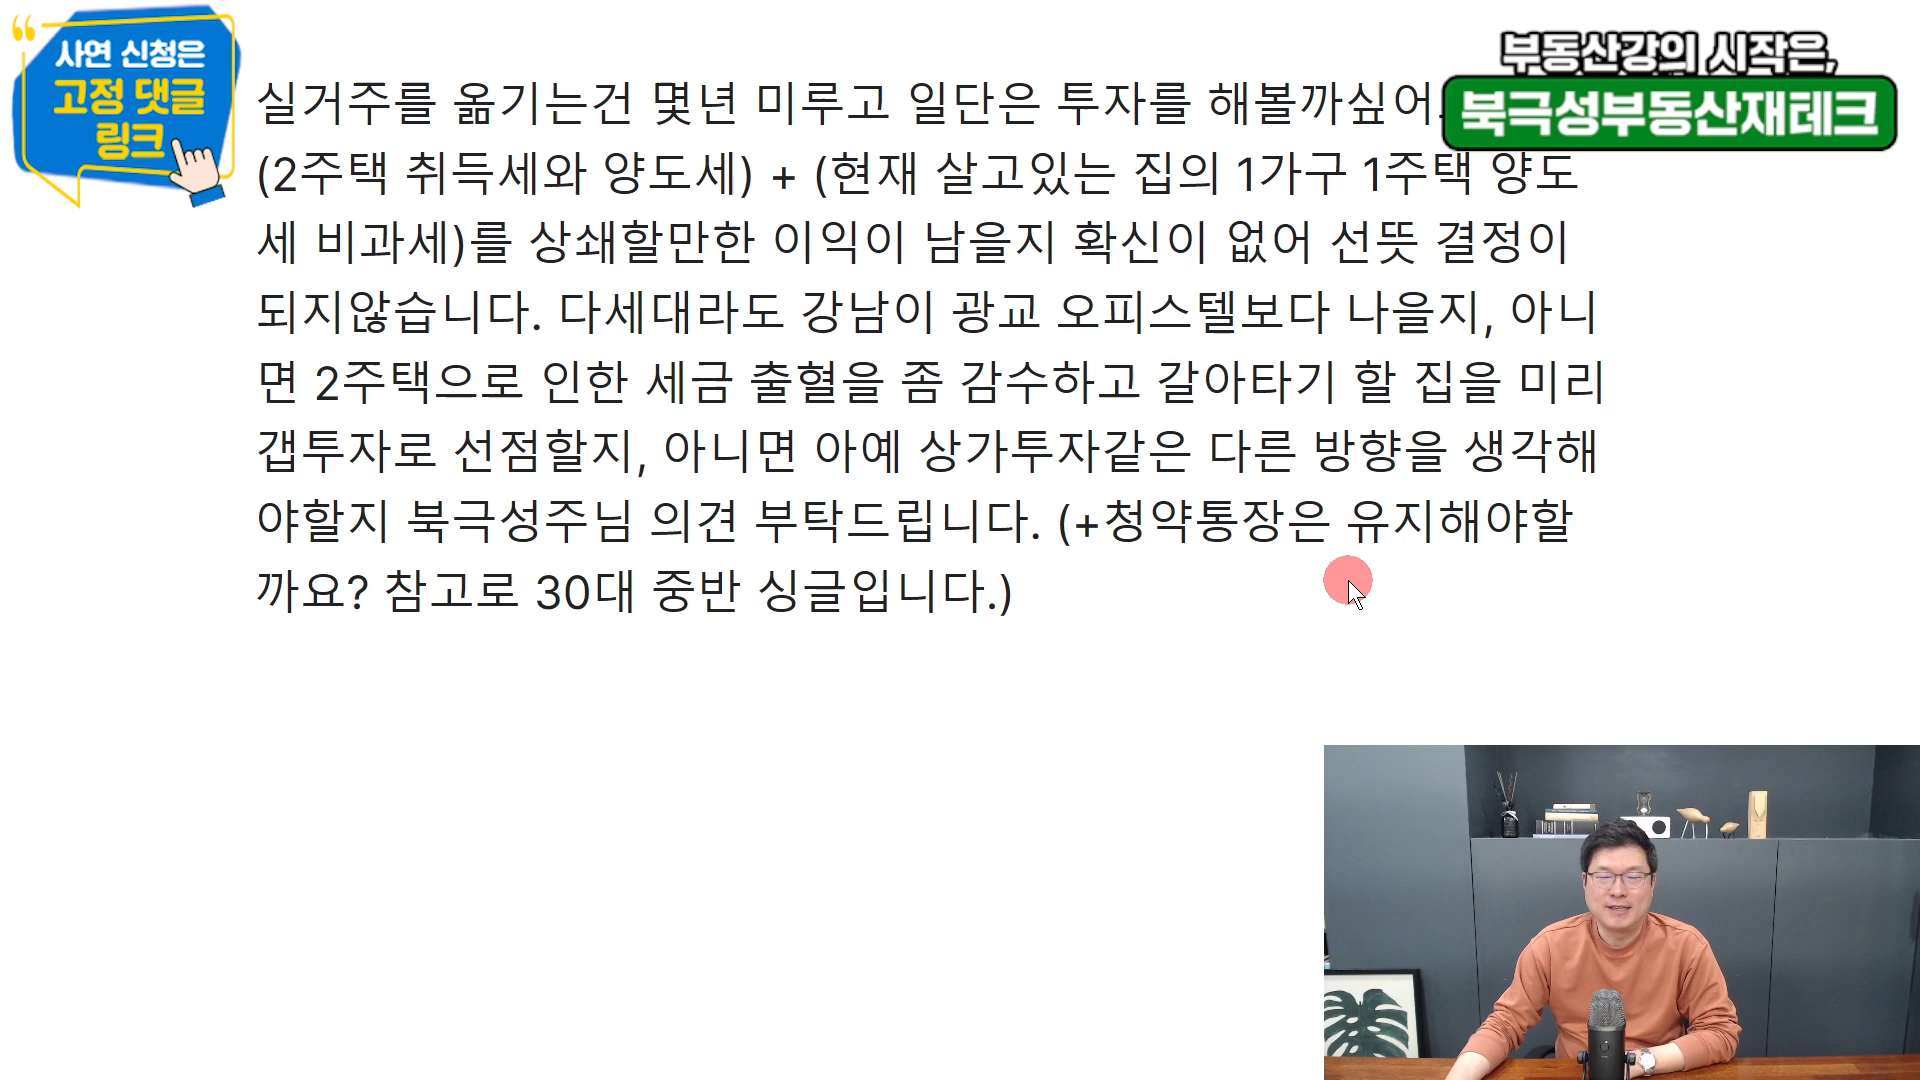 사연 신청은
고정 댓글
링크
부동산강의 시작은,
북극성부동산재테크
실거주를 옮기는건 몇년 미루고 일단은 투자를 해볼까싶어
(2주택 취득세와 양도세) + (현재 살고있는 집의 1가구 1주택 양도
세 비과세)를 상쇄할만한 이익이 남을지 확신이 없어 선뜻 결정이
되지않습니다. 다세대라도 강남이 광교 오피스텔보다 나을지, 아니
면 2주택으로 인한 세금 출혈을 좀 감수하고 갈아타기 할 집을 미리
갭투자로 선점할지, 아니면 아예 상가투자같은 다른 방향을 생각해
야할지 북극성주님 의견 부탁드립니다. (+청약통장은 유지해야할
까요? 참고로 30대 중반 싱글입니다.)